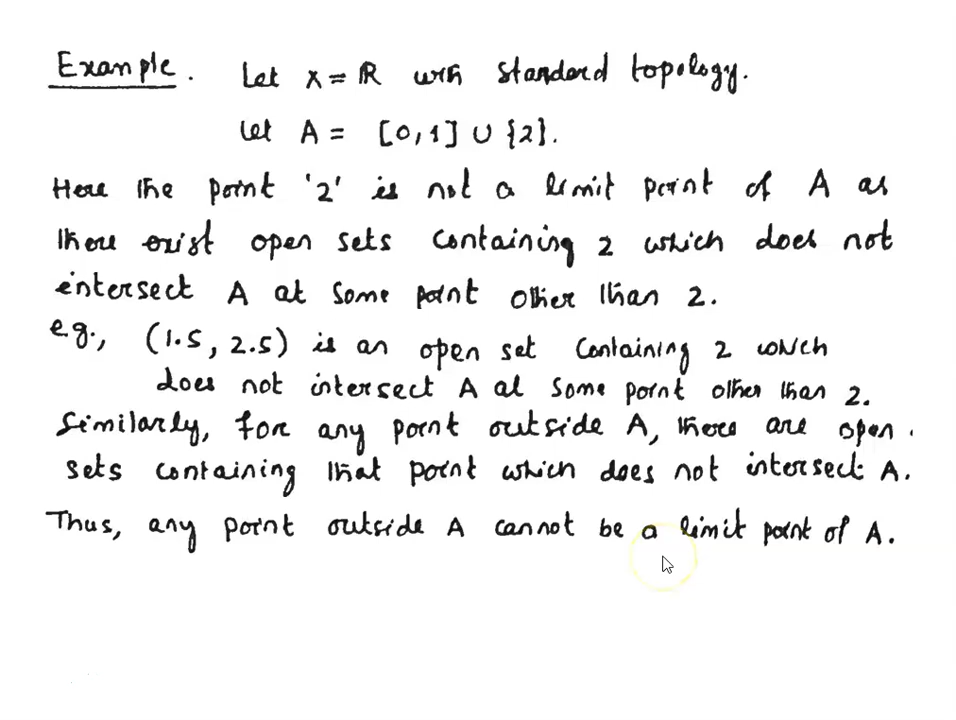 Example. Let X = ℝ with standard topology.
Let A = [0,1] ∪ {2}.
Here the point '2' is not a limit point of A as
there exist open sets containing 2 which does not
intersect A at some point other than 2.
e.g., (1.5, 2.5) is an open set containing 2 which
does not intersect A at some point other than 2.
Similarly, for any point outside A, there are open
sets containing that point which does not intersect A.
Thus, any point outside A cannot be a limit point of A.